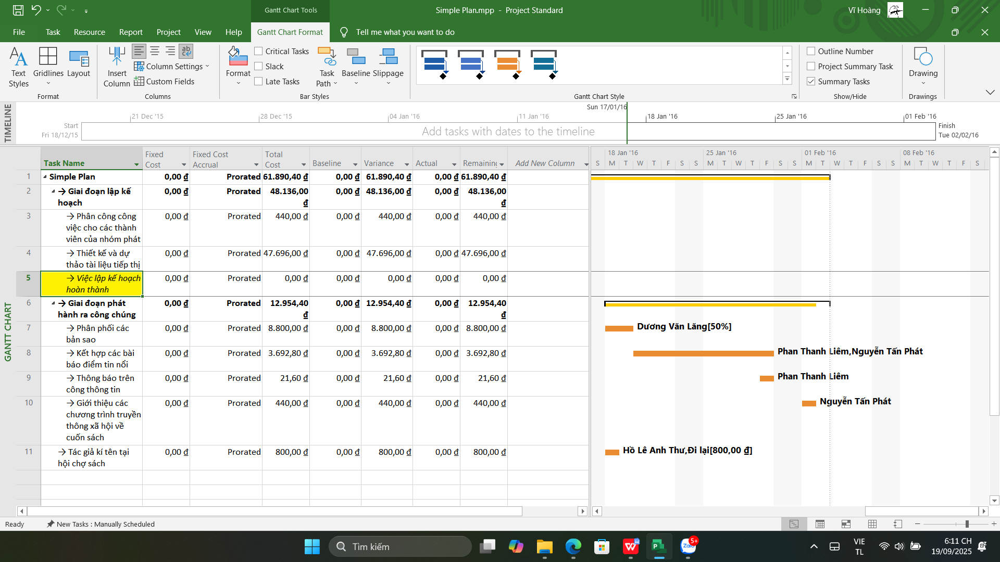 Gantt Chart Tools
Simple Plan.mpp - Project Standard
Vĩ Hoàng
File Task Resource Report Project View Help Gantt Chart Format Tell me what you want to do
Text Styles
Gridlines
Layout
Format
Insert Column
Column Settings
Custom Fields
Columns
Format
Critical Tasks
Slack
Late Tasks
Task Path
Baseline
Slippage
Bar Styles
Gantt Chart Style
Outline Number
Project Summary Task
Summary Tasks
Show/Hide
Drawing
Drawings
TIMELINE
Sun 17/01/16
21 Dec '15 28 Dec '15 04 Jan '16 11 Jan '16 18 Jan '16 25 Jan '16 01 Feb '16
Start
Fri 18/12/15
Add tasks with dates to the timeline
Finish
Tue 02/02/16
GANTT CHART
Task Name Fixed Cost Fixed Cost Accrual Total Cost Baseline Variance Actual Remaining Add New Column
18 Jan '16 25 Jan '16 01 Feb '16 08 Feb '16
S M T W T F S S M T W T F S S M T W T F S S M T W T F S
1 Simple Plan 0,00 ₫ Prorated 61.890,40 ₫ 0,00 ₫ 61.890,40 ₫ 0,00 ₫ 61.890,40 ₫
2 → Giai đoạn lập kế hoạch 0,00 ₫ Prorated 48.136,00 ₫ 0,00 ₫ 48.136,00 ₫ 0,00 ₫ 48.136,00 ₫
3 → Phân công công việc cho các thành viên của nhóm phát 0,00 ₫ Prorated 440,00 ₫ 0,00 ₫ 440,00 ₫ 0,00 ₫ 440,00 ₫
4 → Thiết kế và dự thảo tài liệu tiếp thị 0,00 ₫ Prorated 47.696,00 ₫ 0,00 ₫ 47.696,00 ₫ 0,00 ₫ 47.696,00 ₫
5 → Việc lập kế hoạch hoàn thành 0,00 ₫ Prorated 0,00 ₫ 0,00 ₫ 0,00 ₫ 0,00 ₫ 0,00 ₫
6 → Giai đoạn phát hành ra công chúng 0,00 ₫ Prorated 12.954,40 ₫ 0,00 ₫ 12.954,40 ₫ 0,00 ₫ 12.954,40 ₫
7 → Phân phối các bản sao 0,00 ₫ Prorated 8.800,00 ₫ 0,00 ₫ 8.800,00 ₫ 0,00 ₫ 8.800,00 ₫ Dương Văn Lăng[50%]
8 → Kết hợp các bài báo điểm tin nổi 0,00 ₫ Prorated 3.692,80 ₫ 0,00 ₫ 3.692,80 ₫ 0,00 ₫ 3.692,80 ₫ Phan Thanh Liêm,Nguyễn Tấn Phát
9 → Thông báo trên công thông tin 0,00 ₫ Prorated 21,60 ₫ 0,00 ₫ 21,60 ₫ 0,00 ₫ 21,60 ₫ Phan Thanh Liêm
10 → Giới thiệu các chương trình truyền thông xã hội về cuốn sách 0,00 ₫ Prorated 440,00 ₫ 0,00 ₫ 440,00 ₫ 0,00 ₫ 440,00 ₫ Nguyễn Tấn Phát
11 → Tác giả kí tên tại hội chợ sách 0,00 ₫ Prorated 800,00 ₫ 0,00 ₫ 800,00 ₫ 0,00 ₫ 800,00 ₫ Hồ Lê Anh Thư,Đi lại[800,00 ₫]
Ready New Tasks : Manually Scheduled
Tìm kiếm
Zalo
5+
VIE
TL
6:11 CH
19/09/2025